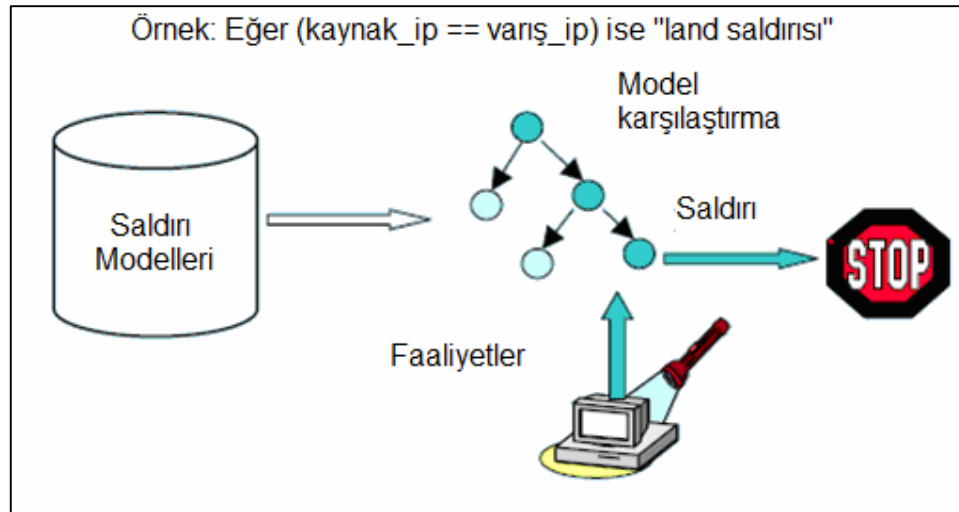 Örnek: Eğer (kaynak_ip == varış_ip) ise "land saldırısı"
Model
karşılaştırma
Saldırı
Modelleri
Saldırı
STOP
Faaliyetler